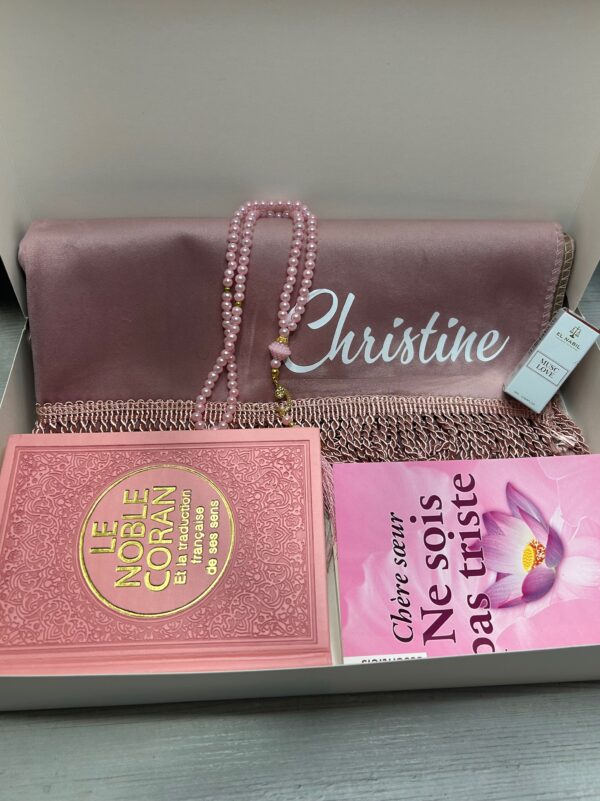 Christine
EL NABIL
MUSC
LOVE
LE
NOBLE
CORAN
Et la traduction
française
de ses sens
Chère sœur
Ne sois
pas triste